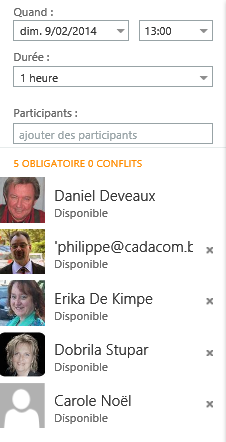 Quand :
dim. 9/02/2014 13:00
Durée :
1 heure
Participants :
ajouter des participants
5 OBLIGATOIRE 0 CONFLITS
Daniel Deveaux
Disponible
'philippe@cadacom.b
Disponible
Erika De Kimpe
Disponible
Dobrila Stupar
Disponible
Carole Noël
Disponible